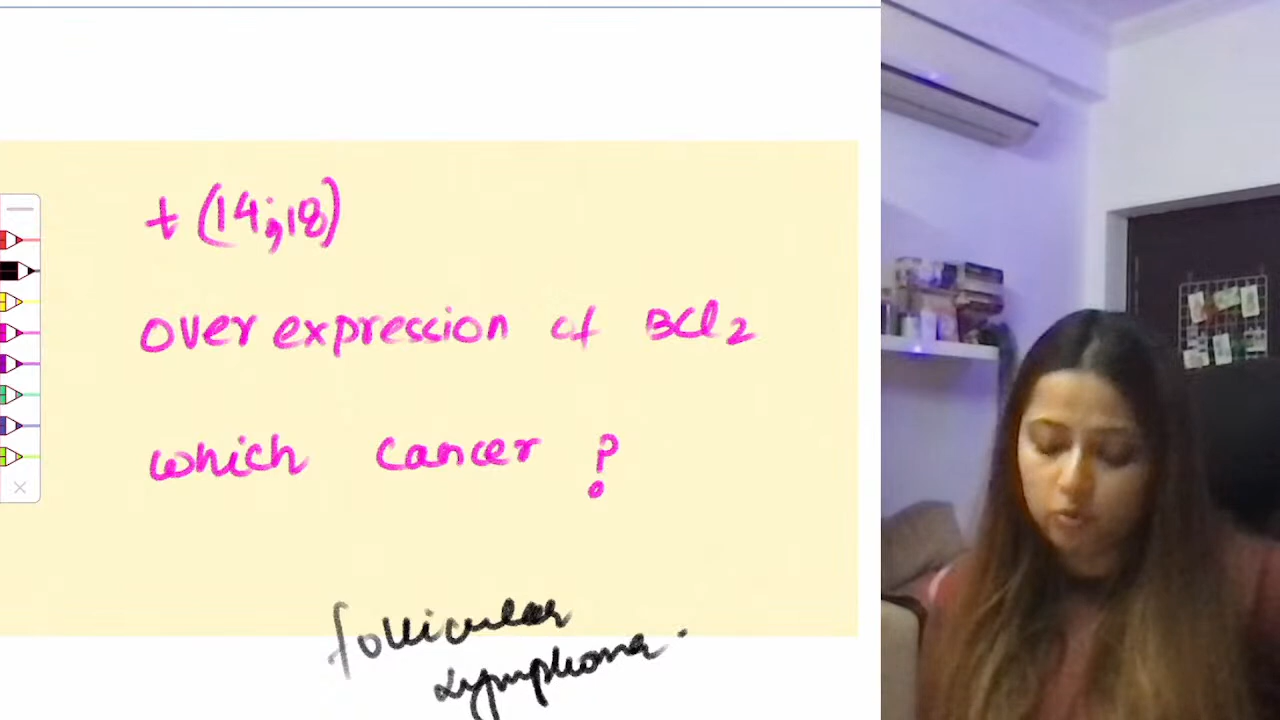 t (14;18)
over expression of BCl2
which cancer ?
follicular
Lymphoma.